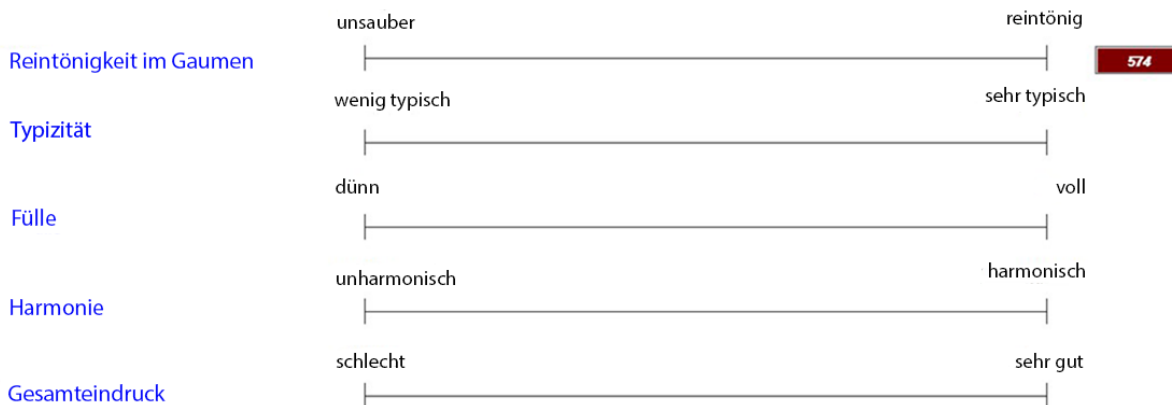 unsauber reintönig
Reintönigkeit im Gaumen 574
wenig typisch sehr typisch
Typizität
dünn voll
Fülle
unharmonisch harmonisch
Harmonie
schlecht sehr gut
Gesamteindruck